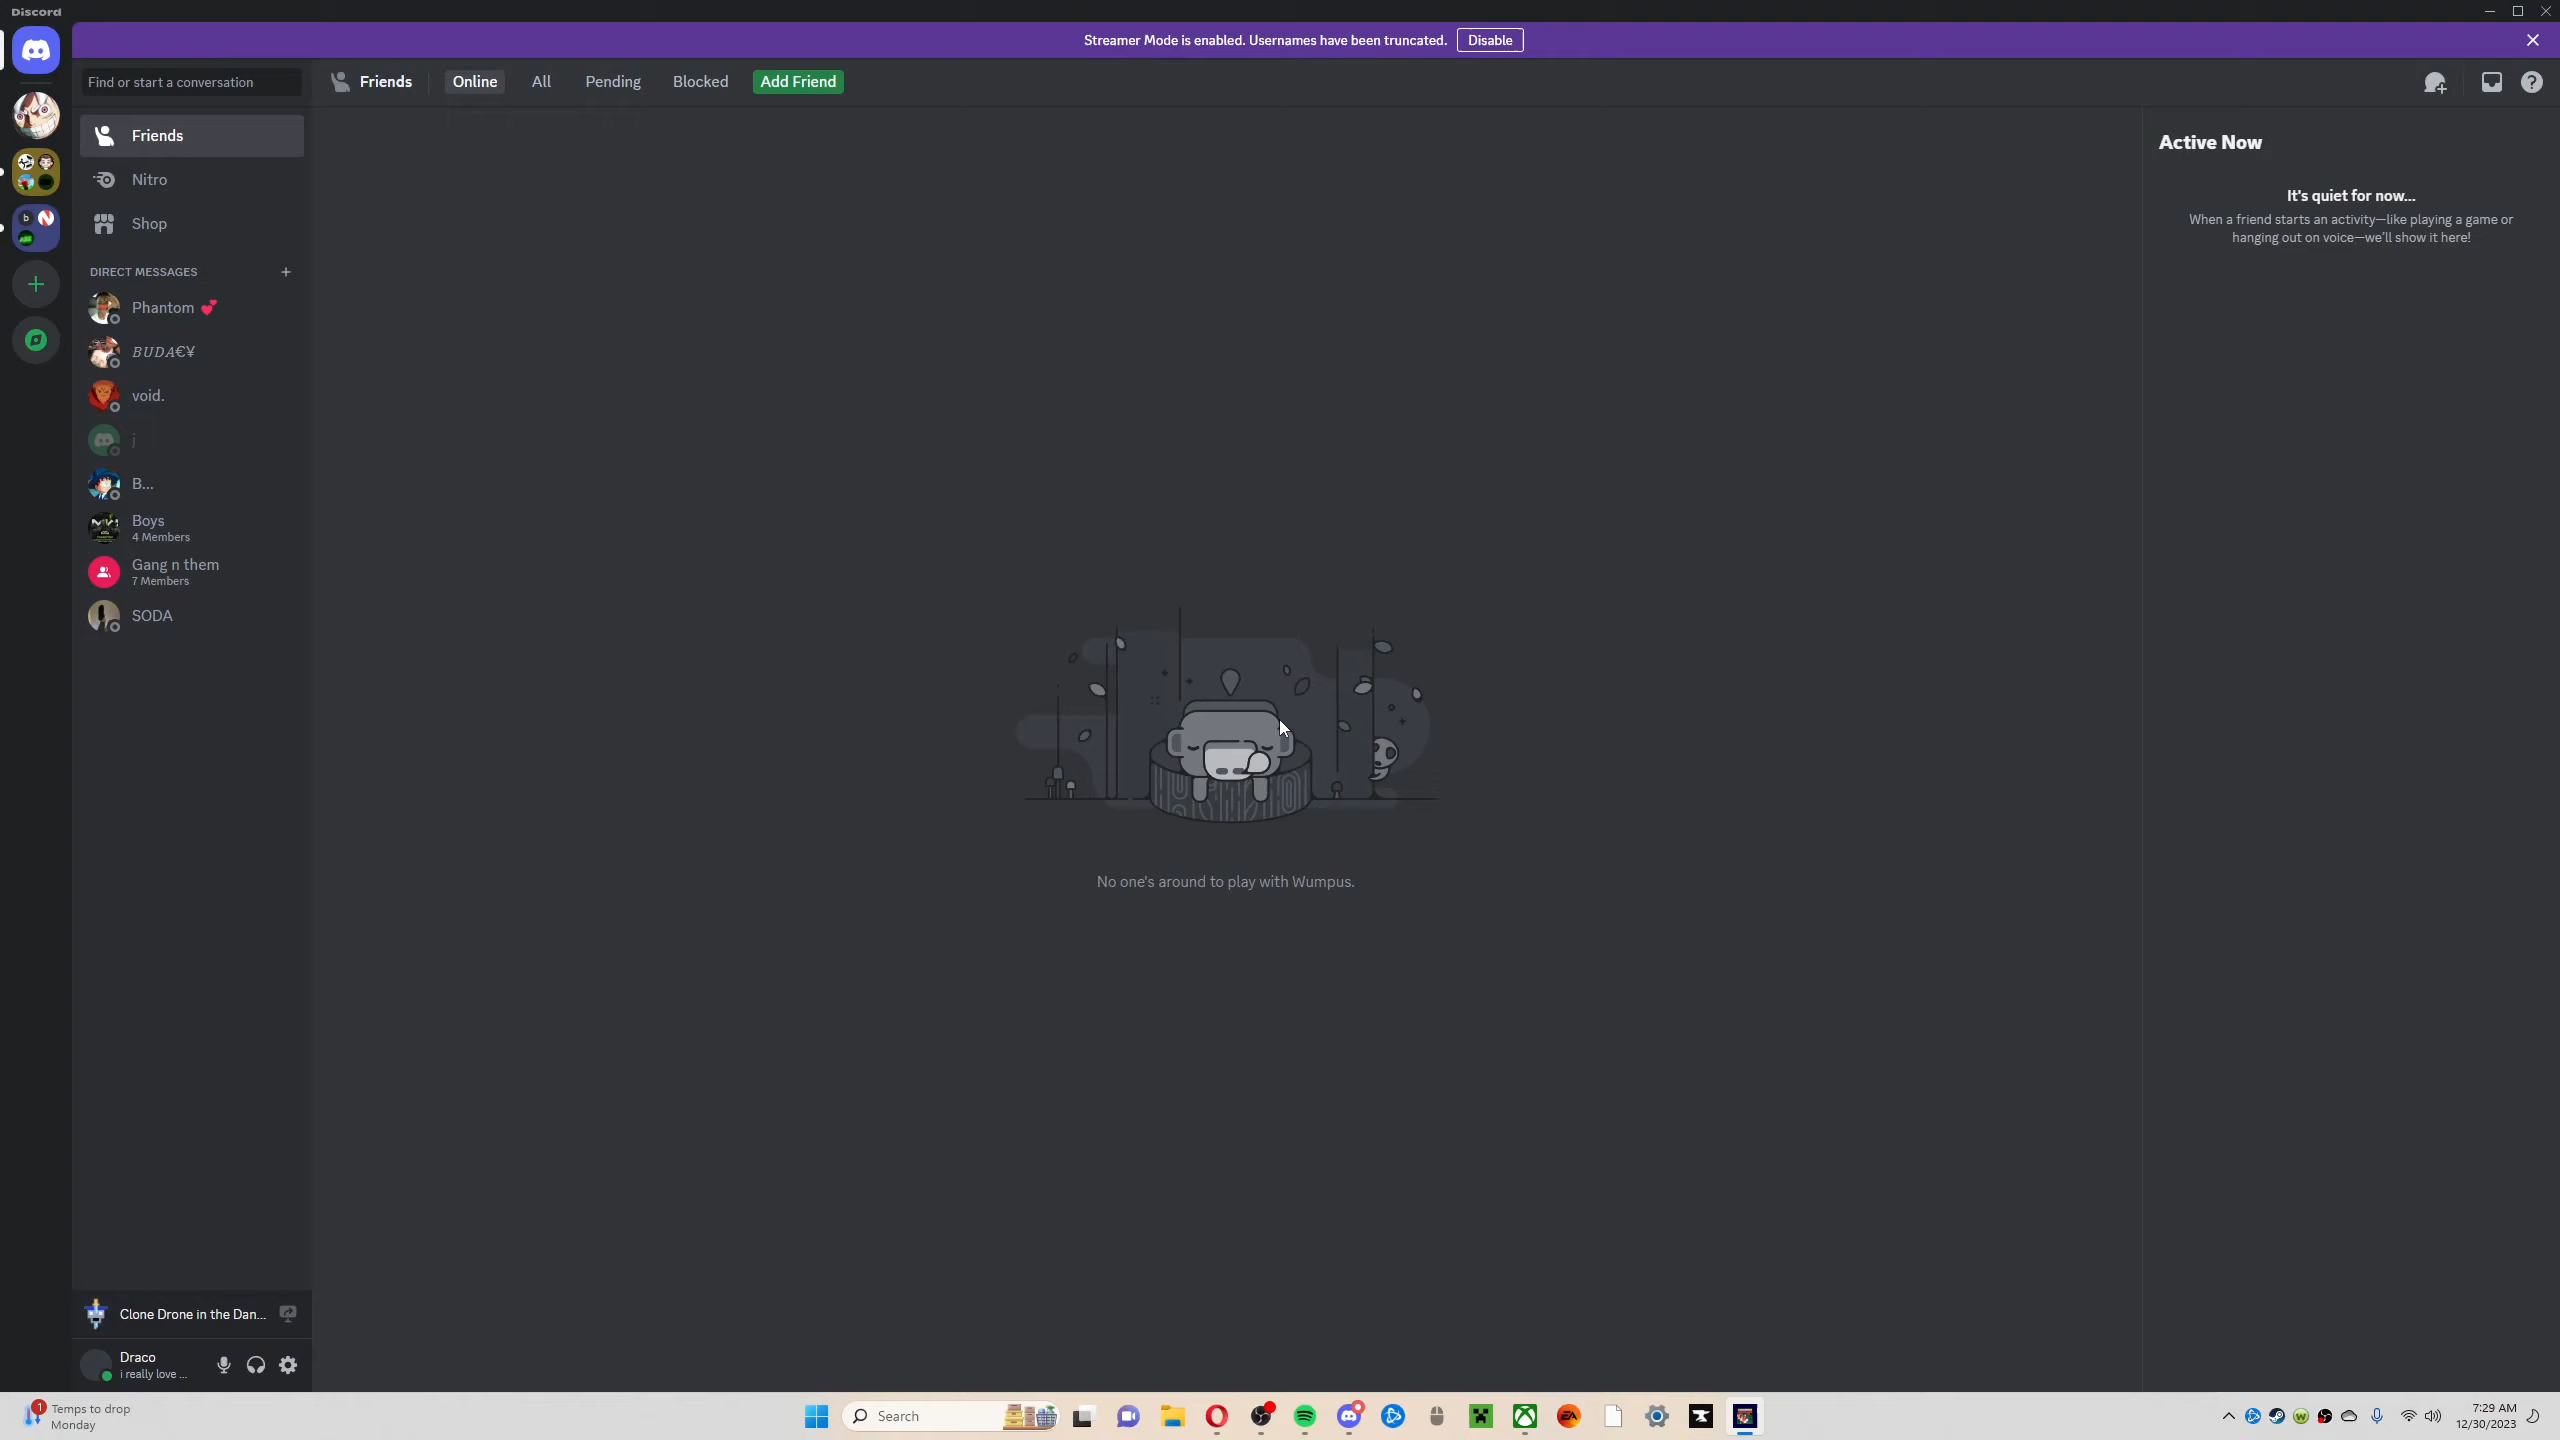 Discord
Streamer Mode is enabled. Usernames have been truncated.
Disable
Find or start a conversation
Friends
Online
All
Pending
Blocked
Add Friend
Friends
Nitro
Shop
DIRECT MESSAGES
Phantom 💕
BUDA€¥
void.
j
B...
Boys
4 Members
Gang n them
7 Members
SODA
Active Now
It's quiet for now...
When a friend starts an activity—like playing a game or
hanging out on voice—we'll show it here!
No one's around to play with Wumpus.
Clone Drone in the Dan...
Draco
i really love ...
1
Temps to drop
Monday
Search
EA
7:29 AM
12/30/2023